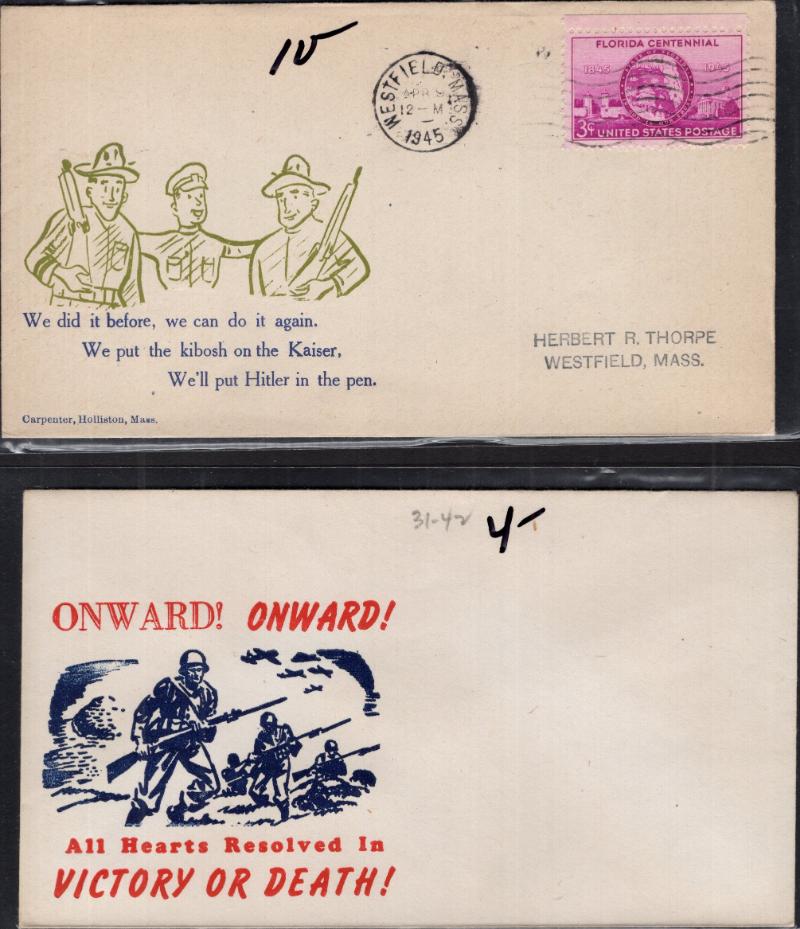 10
WESTFIELD, MASS.
APR 9
12-M
1945
FLORIDA CENTENNIAL
1845 1945
3¢ UNITED STATES POSTAGE
We did it before, we can do it again.
We put the kibosh on the Kaiser,
We'll put Hitler in the pen.
HERBERT R. THORPE
WESTFIELD, MASS.
Carpenter, Holliston, Mass.
31-42
4-
ONWARD! ONWARD!
All Hearts Resolved In
VICTORY OR DEATH!